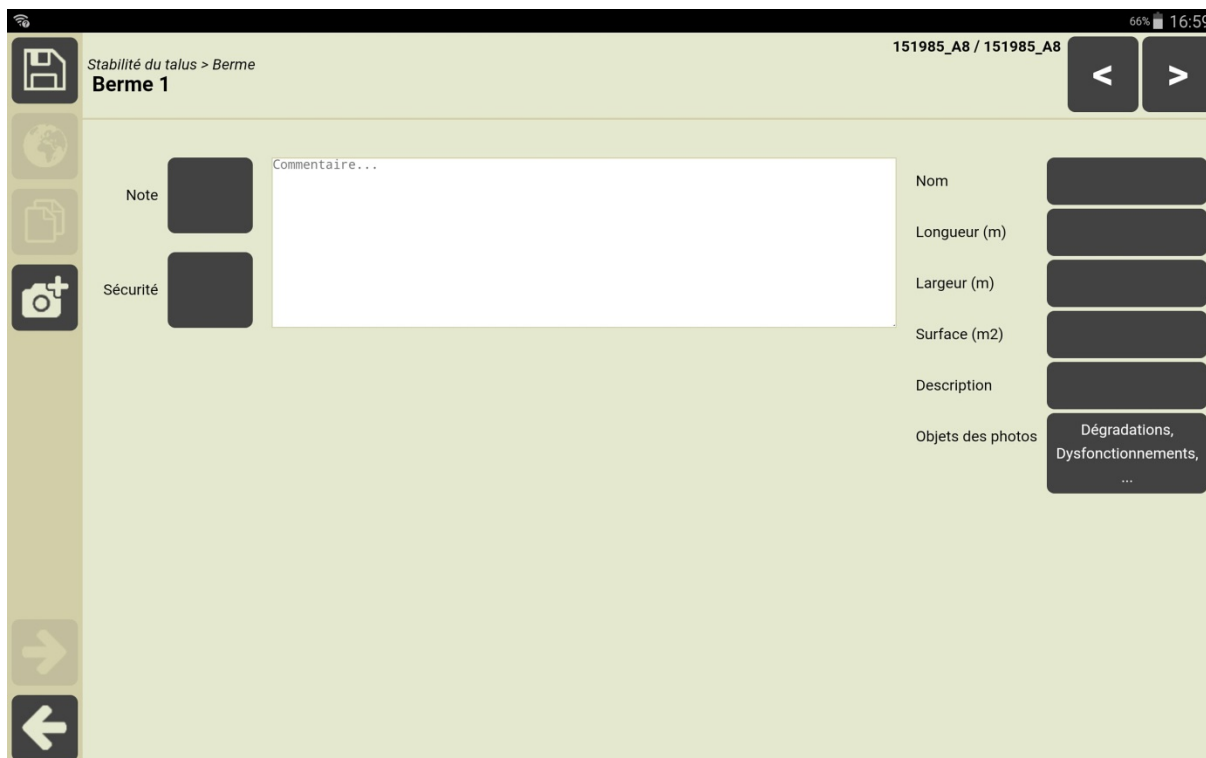 66% 16:59
151985_A8 / 151985_A8
Stabilité du talus > Berme
Berme 1
< >
Note
Commentaire...
Sécurité
Nom
Longueur (m)
Largeur (m)
Surface (m2)
Description
Objets des photos
Dégradations,
Dysfonctionnements,
...